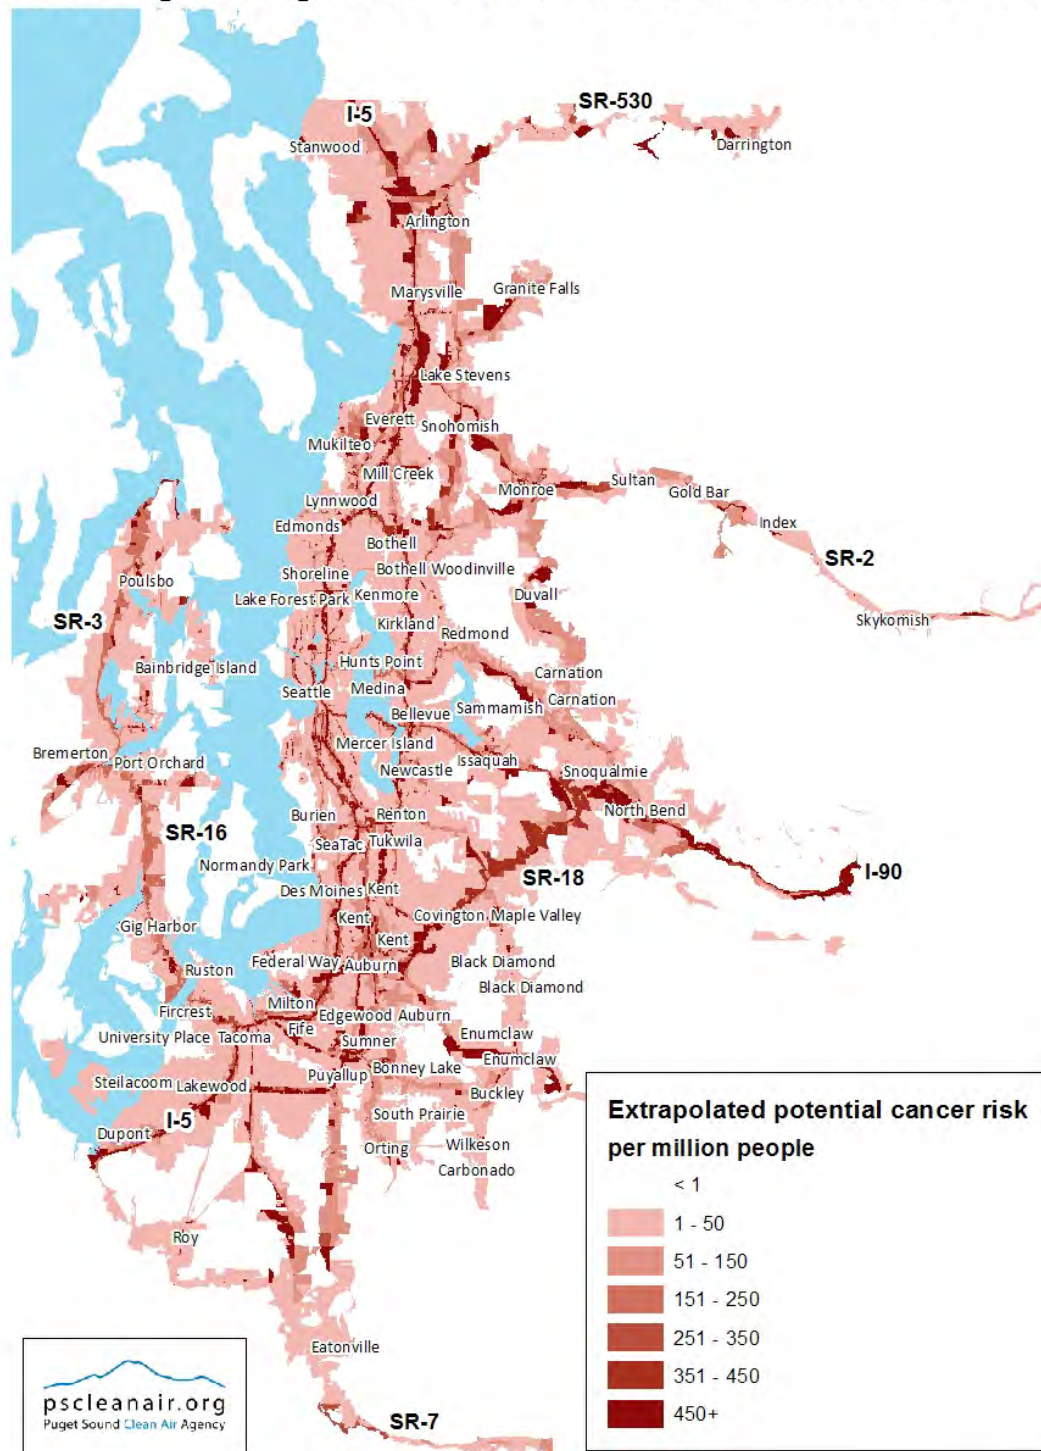 SR-530
I-5
Stanwood
Darrington
Arlington
Granite Falls
Marysville
Lake Stevens
Everett
Snohomish
Mukilteo
Mill Creek
Sultan
Monroe
Gold Bar
Lynnwood
Index
Edmonds
Bothell
SR-2
Bothell Woodinville
Shoreline
Poulsbo
Kenmore
Duvall
Lake Forest Park
SR-3
Kirkland
Skykomish
Redmond
Hunts Point
Bainbridge Island
Carnation
Medina
Seattle
Carnation
Sammamish
Bellevue
Mercer Island
Bremerton
Port Orchard
Issaquah
Newcastle
Snoqualmie
North Bend
Burien
Renton
SR-16
SeaTac
Tukwila
Normandy Park
I-90
SR-18
Des Moines
Kent
Kent
Covington
Maple Valley
Gig Harbor
Kent
Federal Way
Auburn
Black Diamond
Ruston
Black Diamond
Milton
Fircrest
Edgewood
Auburn
Fife
University Place
Tacoma
Sumner
Enumclaw
Enumclaw
Bonney Lake
Puyallup
Steilacoom
Lakewood
Buckley
South Prairie
I-5
Dupont
Orting
Wilkeson
Carbonado
Roy
Eatonville
SR-7
Extrapolated potential cancer risk
per million people
< 1
1 - 50
51 - 150
151 - 250
251 - 350
351 - 450
450+
pscleanair.org
Puget Sound Clean Air Agency